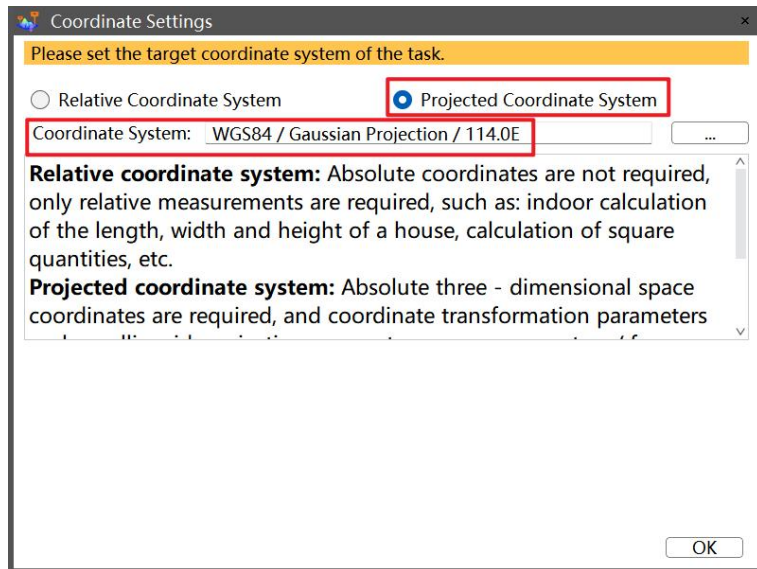 Coordinate Settings
×
Please set the target coordinate system of the task.
Relative Coordinate System
Projected Coordinate System
Coordinate System: WGS84 / Gaussian Projection / 114.0E
...
Relative coordinate system: Absolute coordinates are not required,
only relative measurements are required, such as: indoor calculation
of the length, width and height of a house, calculation of square
quantities, etc.
Projected coordinate system: Absolute three - dimensional space
coordinates are required, and coordinate transformation parameters
OK